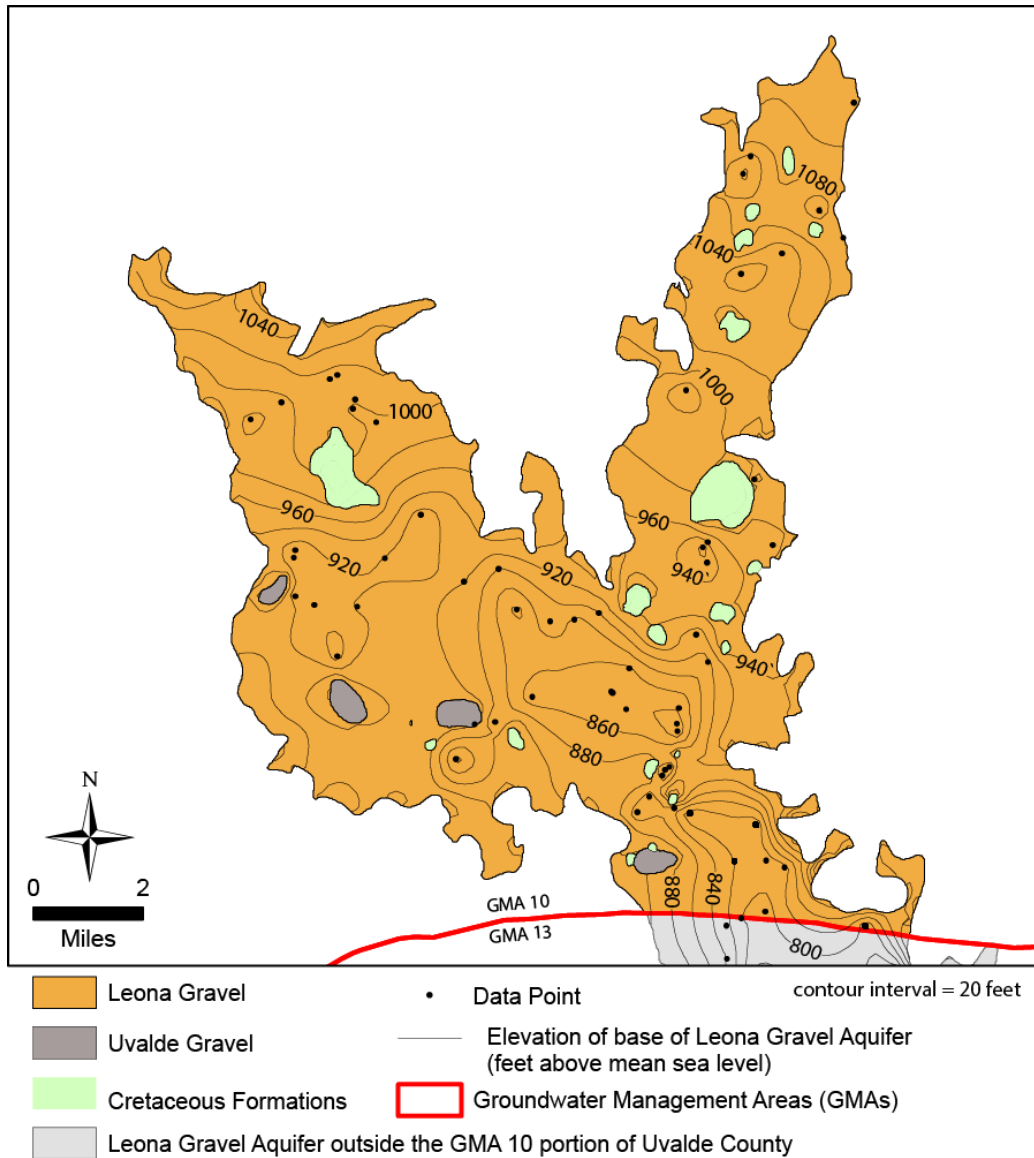 1080
1040
1040
1000
1000
960
960
920
920
940`
940`
860
880
N
0 2
Miles
880
840
800
GMA 10
GMA 13
Leona Gravel
Data Point
contour interval = 20 feet
Uvalde Gravel
Elevation of base of Leona Gravel Aquifer
(feet above mean sea level)
Cretaceous Formations
Groundwater Management Areas (GMAs)
Leona Gravel Aquifer outside the GMA 10 portion of Uvalde County